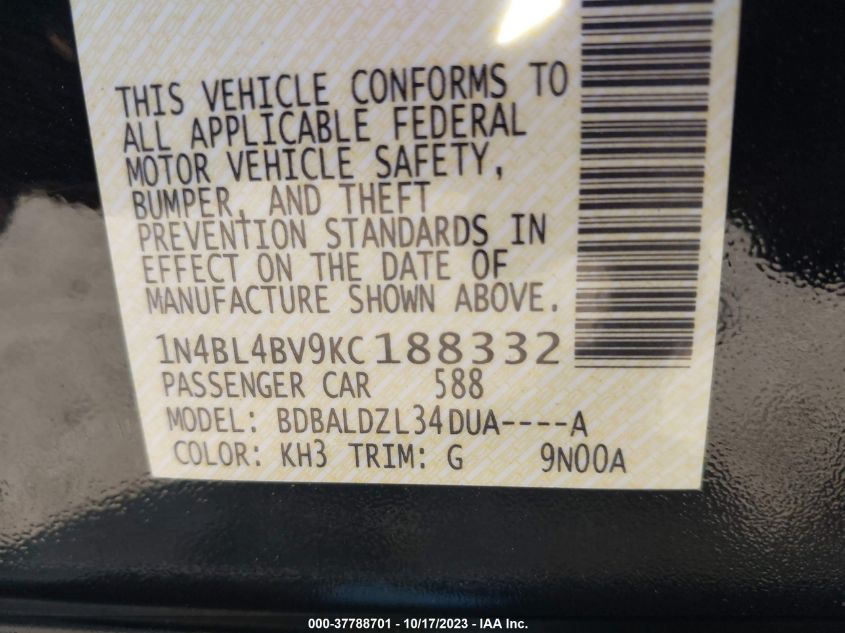 THIS VEHICLE CONFORMS TO
ALL APPLICABLE FEDERAL
MOTOR VEHICLE SAFETY,
BUMPER, AND THEFT
PREVENTION STANDARDS IN
EFFECT ON THE DATE OF
MANUFACTURE SHOWN ABOVE.
1N4BL4BV9KC188332
PASSENGER CAR 588
MODEL: BDBALDZL34DUA----A
COLOR: KH3 TRIM: G 9N00A
000-37788701 - 10/17/2023 - IAA Inc.